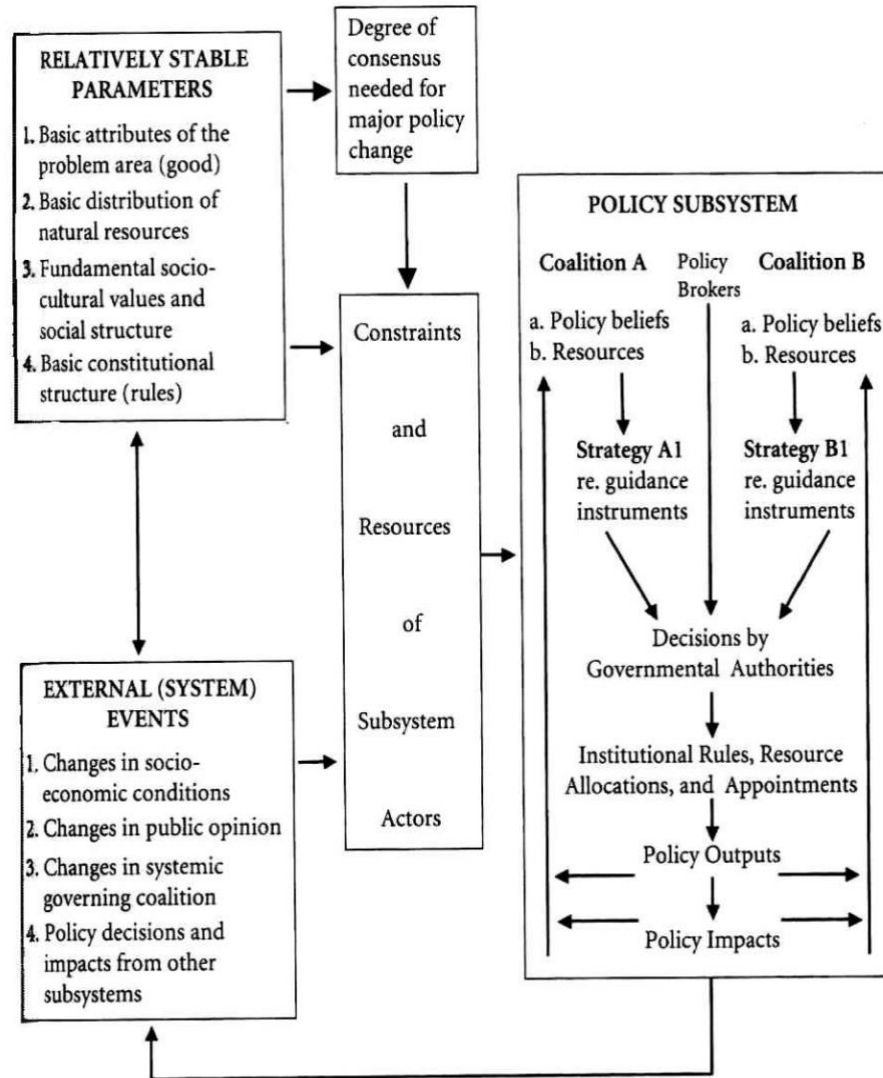 RELATIVELY STABLE
PARAMETERS
1. Basic attributes of the
problem area (good)
2. Basic distribution of
natural resources
3. Fundamental socio-
cultural values and
social structure
4. Basic constitutional
structure (rules)
Degree of
consensus
needed for
major policy
change
EXTERNAL (SYSTEM)
EVENTS
1. Changes in socio-
economic conditions
2. Changes in public opinion
3. Changes in systemic
governing coalition
4. Policy decisions and
impacts from other
subsystems
Constraints
and
Resources
of
Subsystem
Actors
POLICY SUBSYSTEM
Coalition A
a. Policy beliefs
b. Resources
Strategy A1
re. guidance
instruments
Policy
Brokers
Coalition B
a. Policy beliefs
b. Resources
Strategy B1
re. guidance
instruments
Decisions by
Governmental Authorities
Institutional Rules, Resource
Allocations, and Appointments
Policy Outputs
Policy Impacts